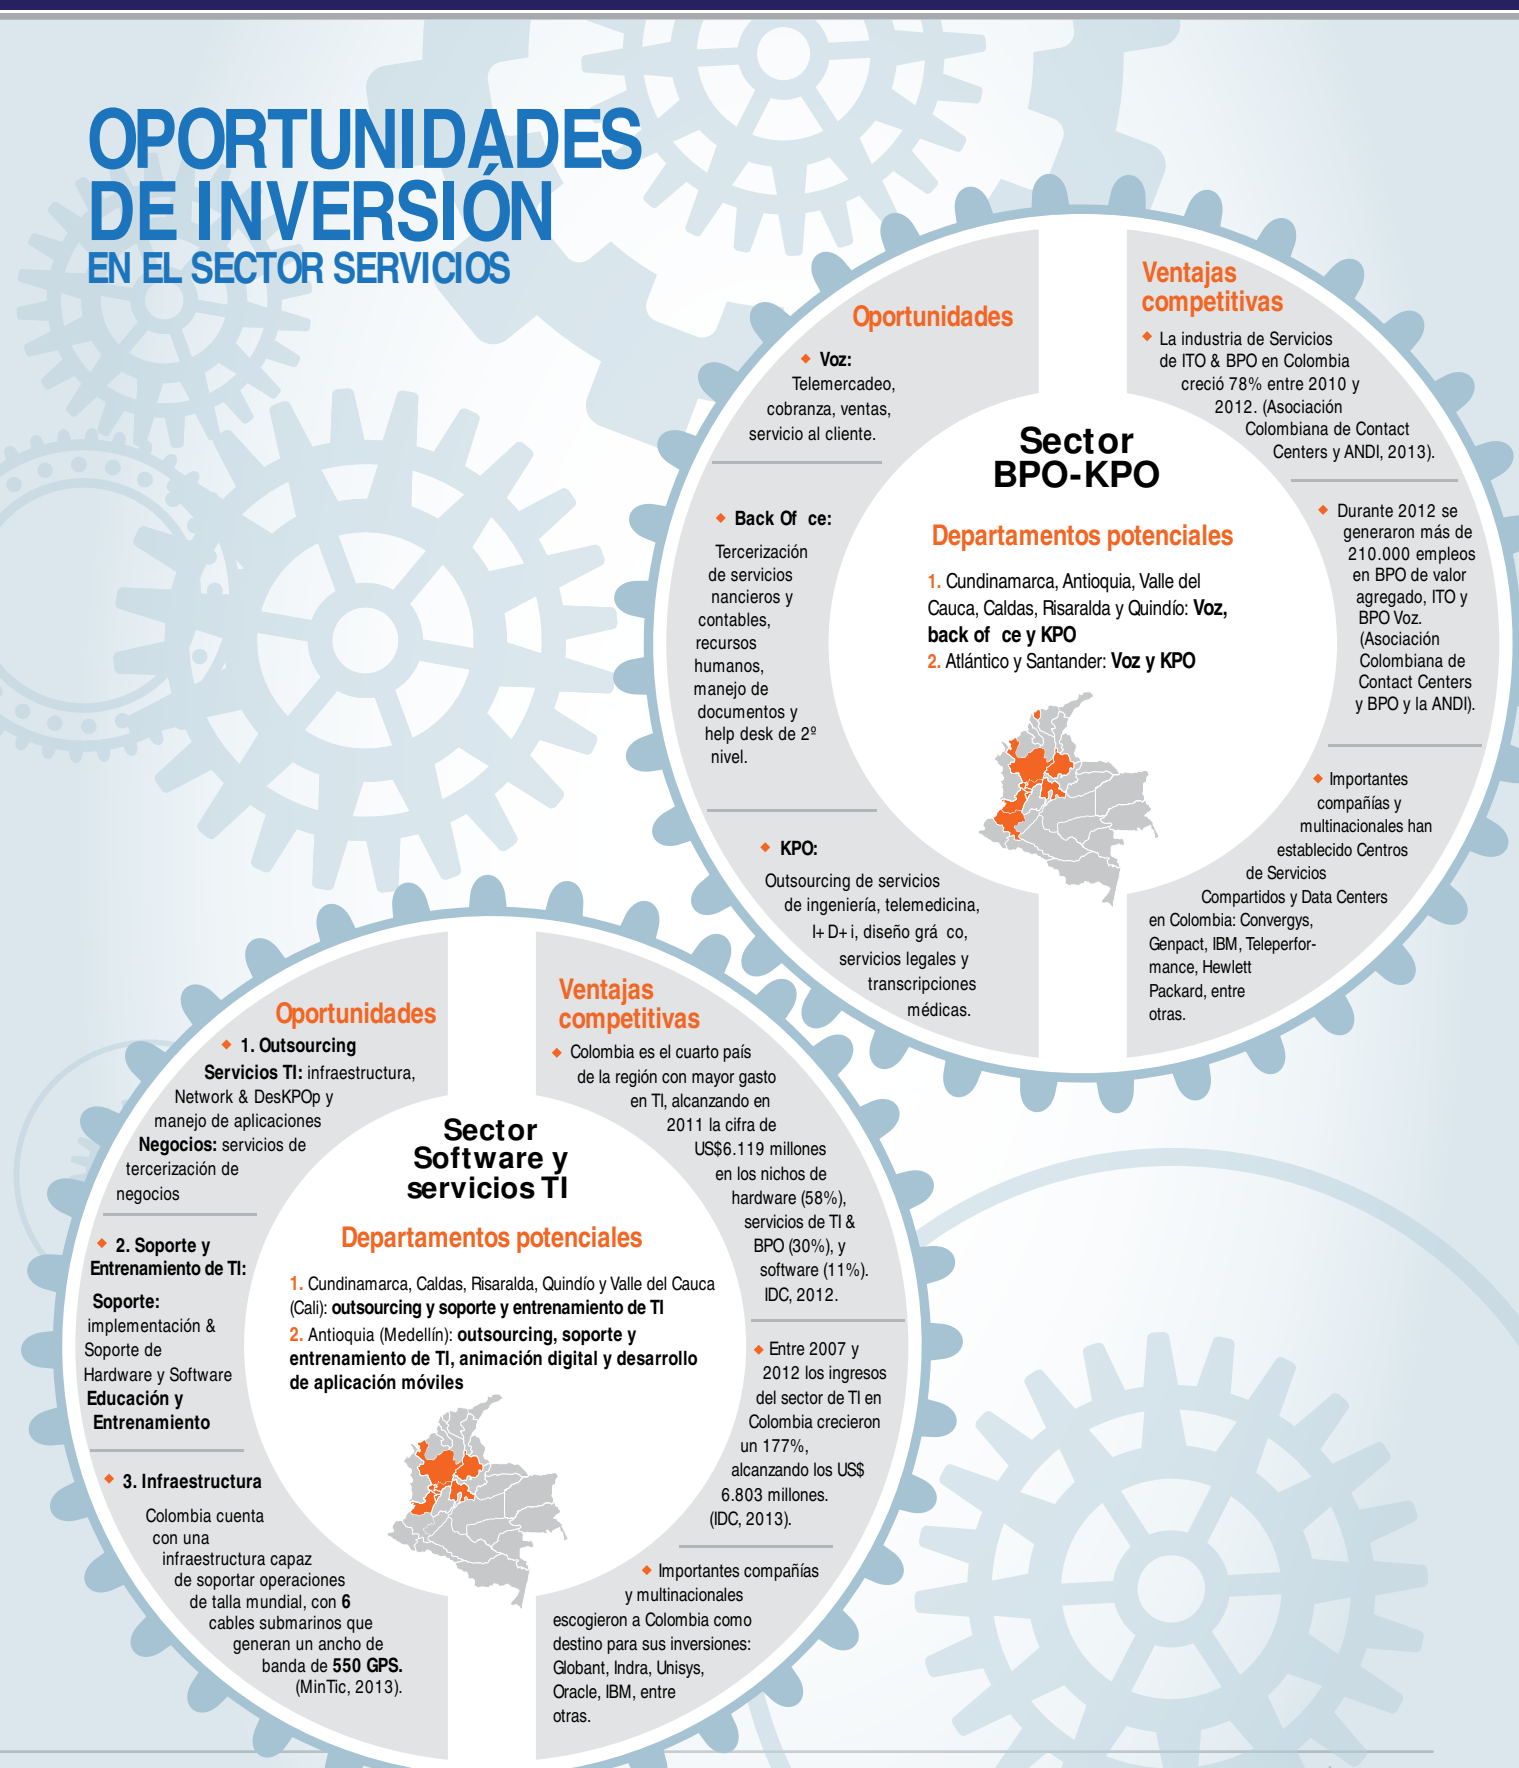 OPORTUNIDADES
DE INVERSIÓN
EN EL SECTOR SERVICIOS
Oportunidades
Voz:
Telemercadeo,
cobranza, ventas,
servicio al cliente.
Back Of ce:
Tercerización
de servicios
nancieros y
contables,
recursos
humanos,
manejo de
documentos y
help desk de 2º
nivel.
KPO:
Outsourcing de servicios
de ingeniería, telemedicina,
I+D+i, diseño grá co,
servicios legales y
transcripciones
médicas.
Sector
BPO-KPO
Departamentos potenciales
1. Cundinamarca, Antioquia, Valle del
Cauca, Caldas, Risaralda y Quindío: Voz,
back of ce y KPO
2. Atlántico y Santander: Voz y KPO
Ventajas
competitivas
La industria de Servicios
de ITO & BPO en Colombia
creció 78% entre 2010 y
2012. (Asociación
Colombiana de Contact
Centers y ANDI, 2013).
Durante 2012 se
generaron más de
210.000 empleos
en BPO de valor
agregado, ITO y
BPO Voz.
(Asociación
Colombiana de
Contact Centers
y BPO y la ANDI).
Importantes
compañías y
multinacionales han
establecido Centros
de Servicios
Compartidos y Data Centers
en Colombia: Convergys,
Genpact, IBM, Teleperfor-
mance, Hewlett
Packard, entre
otras.
Oportunidades
1. Outsourcing
Servicios TI: infraestructura,
Network & DesKPOp y
manejo de aplicaciones
Negocios: servicios de
tercerización de
negocios
2. Soporte y
Entrenamiento de TI:
Soporte:
implementación &
Soporte de
Hardware y Software
Educación y
Entrenamiento
3. Infraestructura
Colombia cuenta
con una
infraestructura capaz
de soportar operaciones
de talla mundial, con 6
cables submarinos que
generan un ancho de
banda de 550 GPS.
(MinTic, 2013).
Sector
Software y
servicios TI
Departamentos potenciales
1. Cundinamarca, Caldas, Risaralda, Quindío y Valle del Cauca
(Cali): outsourcing y soporte y entrenamiento de TI
2. Antioquia (Medellín): outsourcing, soporte y
entrenamiento de TI, animación digital y desarrollo
de aplicación móviles
Ventajas
competitivas
Colombia es el cuarto país
de la región con mayor gasto
en TI, alcanzando en
2011 la cifra de
US$6.119 millones
en los nichos de
hardware (58%),
servicios de TI &
BPO (30%), y
software (11%).
IDC, 2012.
Entre 2007 y
2012 los ingresos
del sector de TI en
Colombia crecieron
un 177%,
alcanzando los US$
6.803 millones.
(IDC, 2013).
Importantes compañías
y multinacionales
escogieron a Colombia como
destino para sus inversiones:
Globant, Indra, Unisys,
Oracle, IBM, entre
otras.